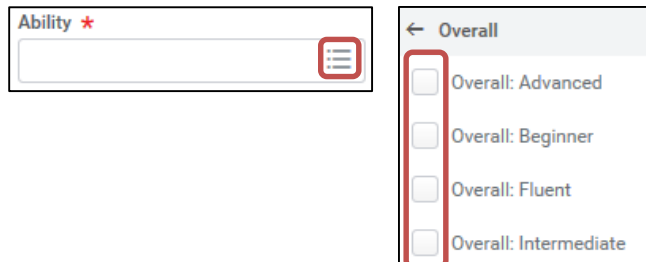 Ability *
← Overall
Overall: Advanced
Overall: Beginner
Overall: Fluent
Overall: Intermediate